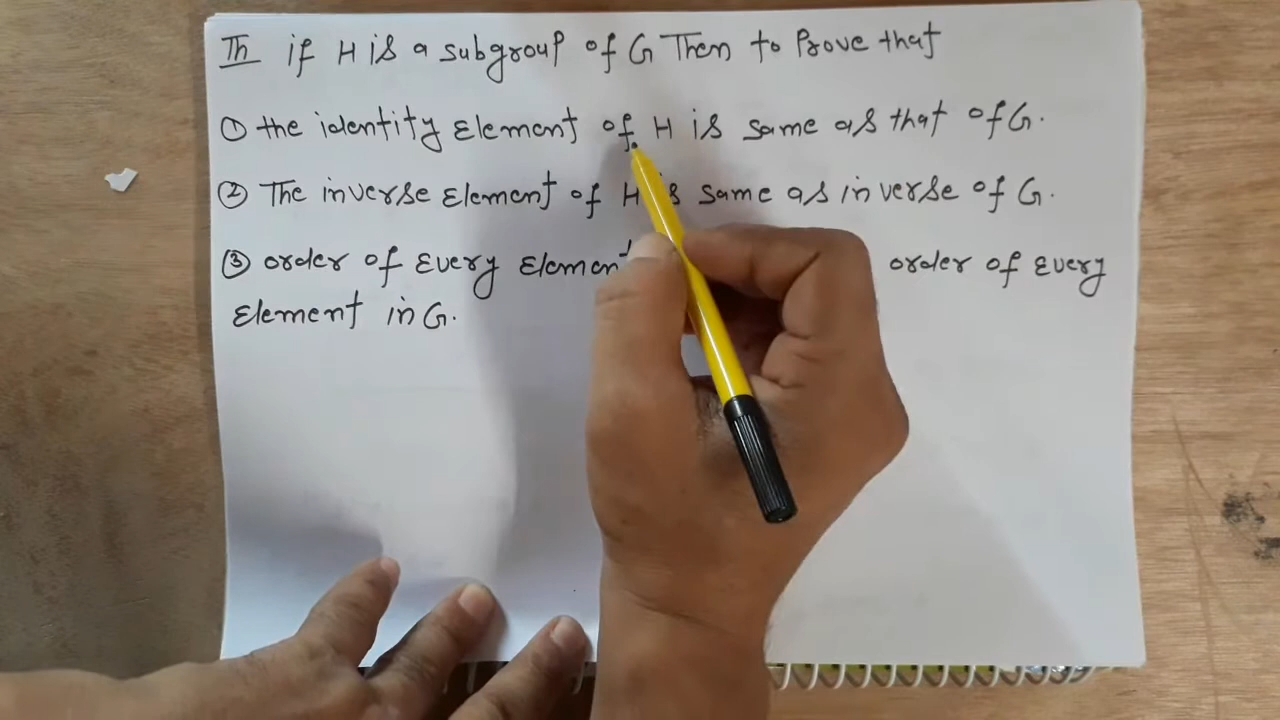 Th if H is a subgroup of G Then to Prove that
① the identity Element of H is same as that of G.
② The inverse Element of H is same as inverse of G.
③ order of Every Element order of Every
Element in G.